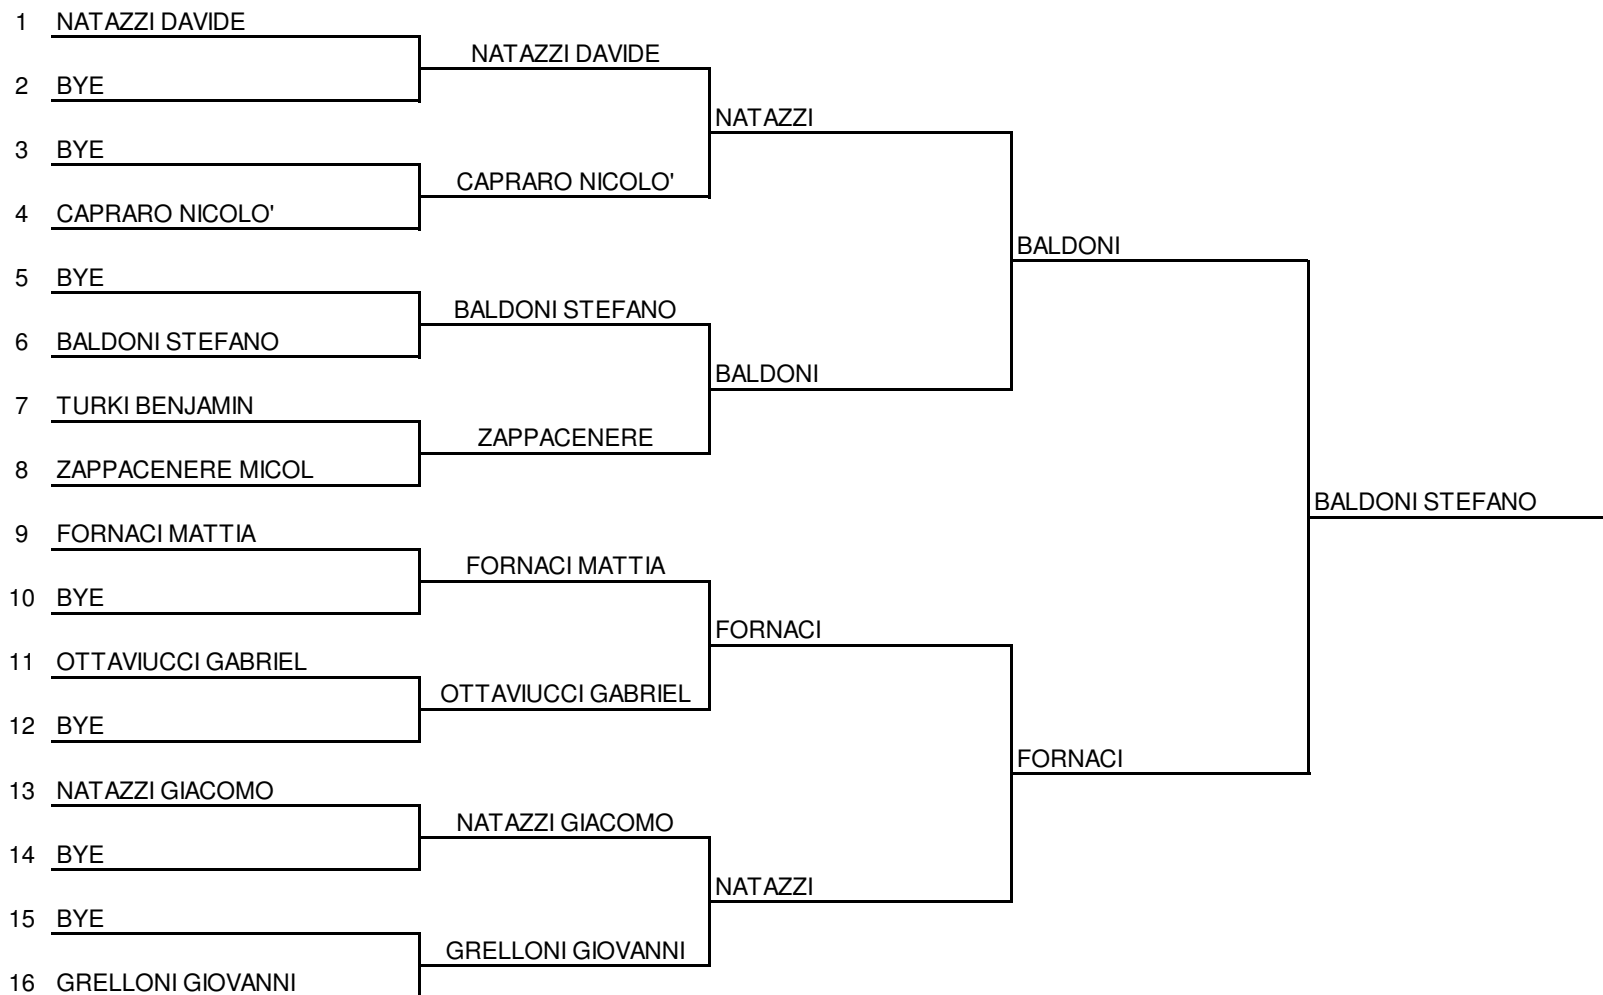 1 NATAZZI DAVIDE
NATAZZI DAVIDE
2 BYE
NATAZZI
3 BYE
CAPRARO NICOLO'
4 CAPRARO NICOLO'
BALDONI
5 BYE
BALDONI STEFANO
6 BALDONI STEFANO
BALDONI
7 TURKI BENJAMIN
ZAPPACENERE
8 ZAPPACENERE MICOL
BALDONI STEFANO
9 FORNACI MATTIA
FORNACI MATTIA
10 BYE
FORNACI
11 OTTAVIUCCI GABRIEL
OTTAVIUCCI GABRIEL
12 BYE
FORNACI
13 NATAZZI GIACOMO
NATAZZI GIACOMO
14 BYE
NATAZZI
15 BYE
GRELLONI GIOVANNI
16 GRELLONI GIOVANNI